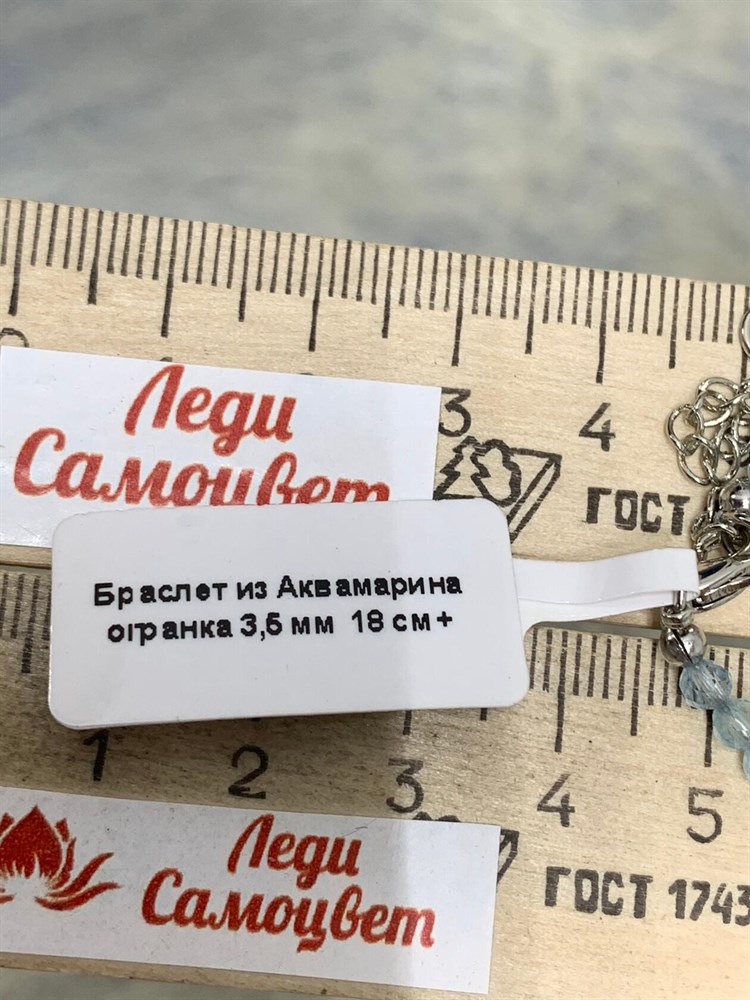 Леди
Самоцвет
3 4
ГОСТ
Браслет из Аквамарина
огранка 3,5 мм 18 см+
1 2 3 4 5
Леди
Самоцвет
ГОСТ 1743